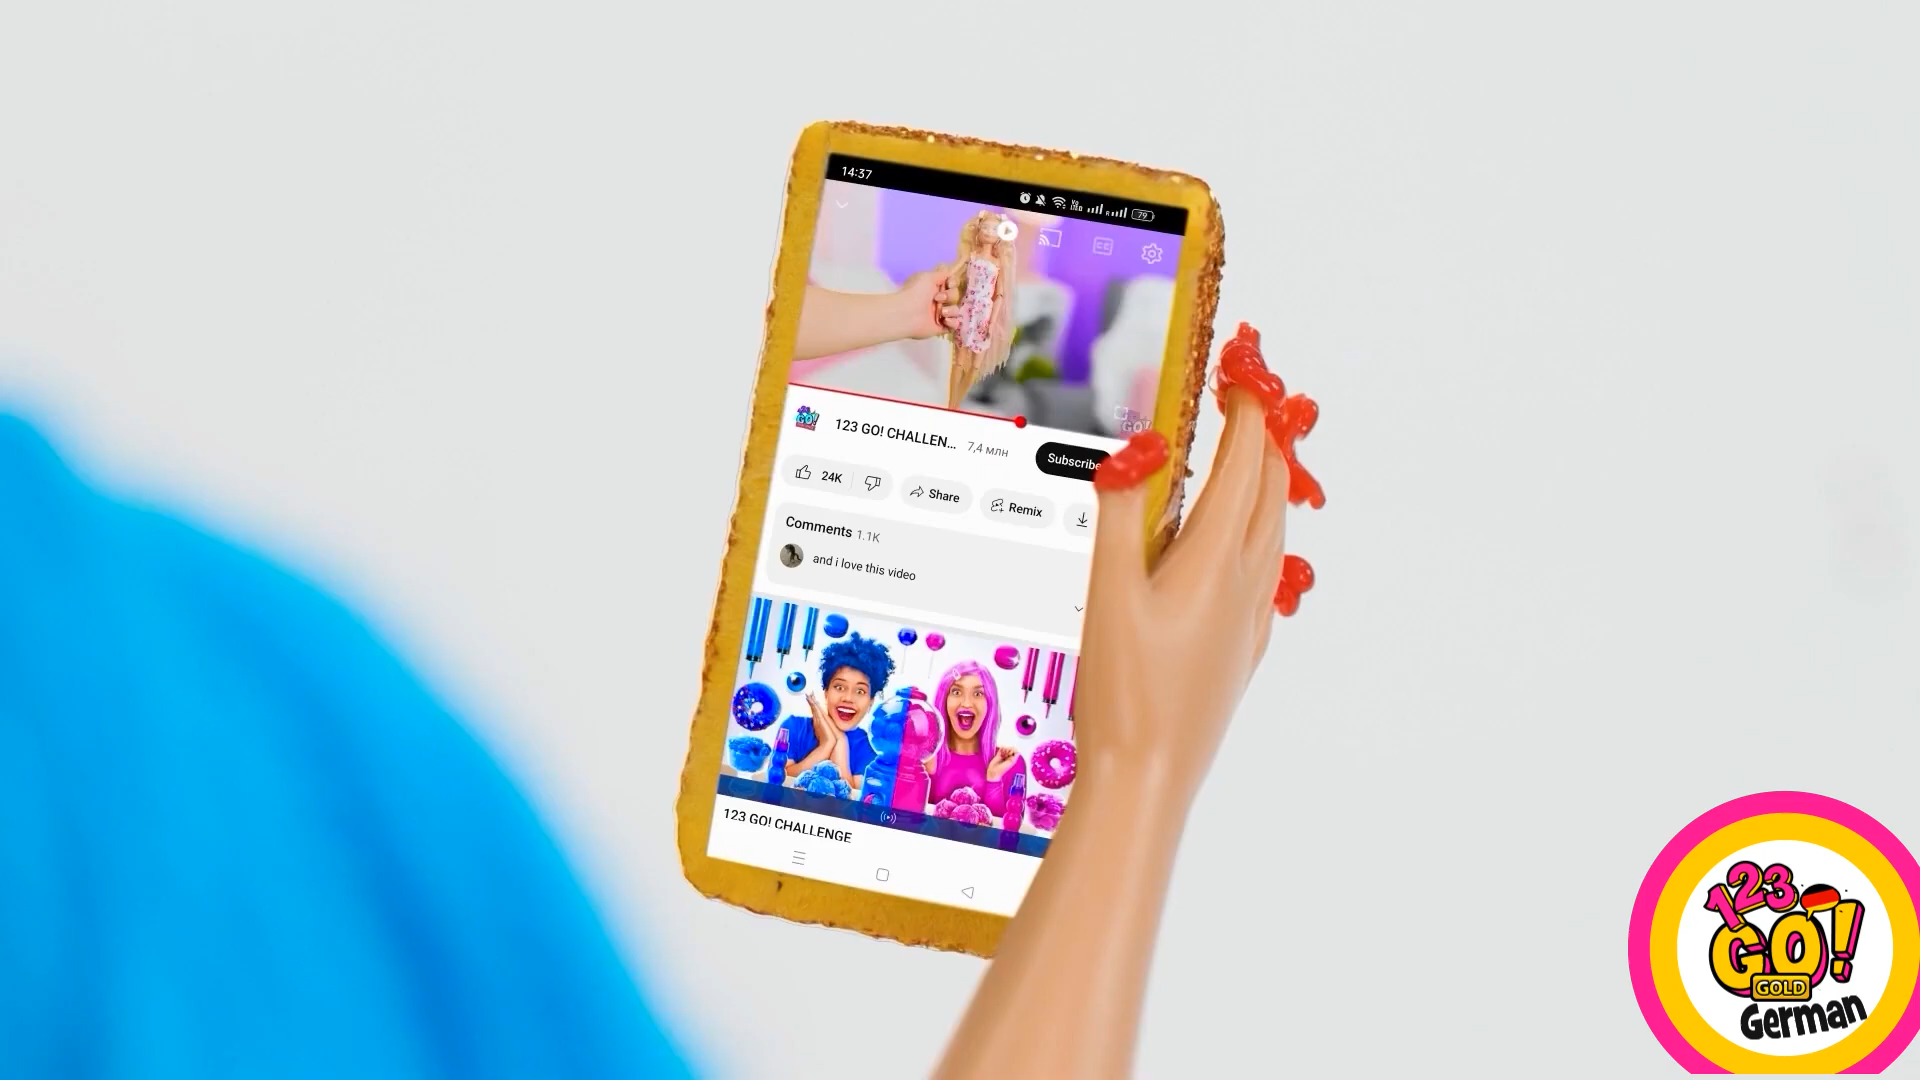 14:37
79
123 GO! CHALLEN... 7,4 млн
Subscribe
24K
Share
Remix
Comments 1.1K
and i love this video
123 GO! CHALLENGE
123
GO!
GOLD
German